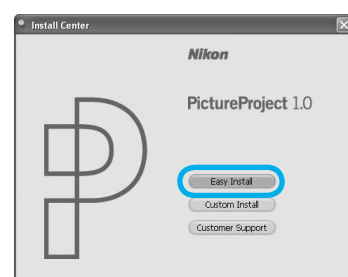 Install Center
Nikon
PictureProject 1.0
Easy Install
Custom Install
Customer Support